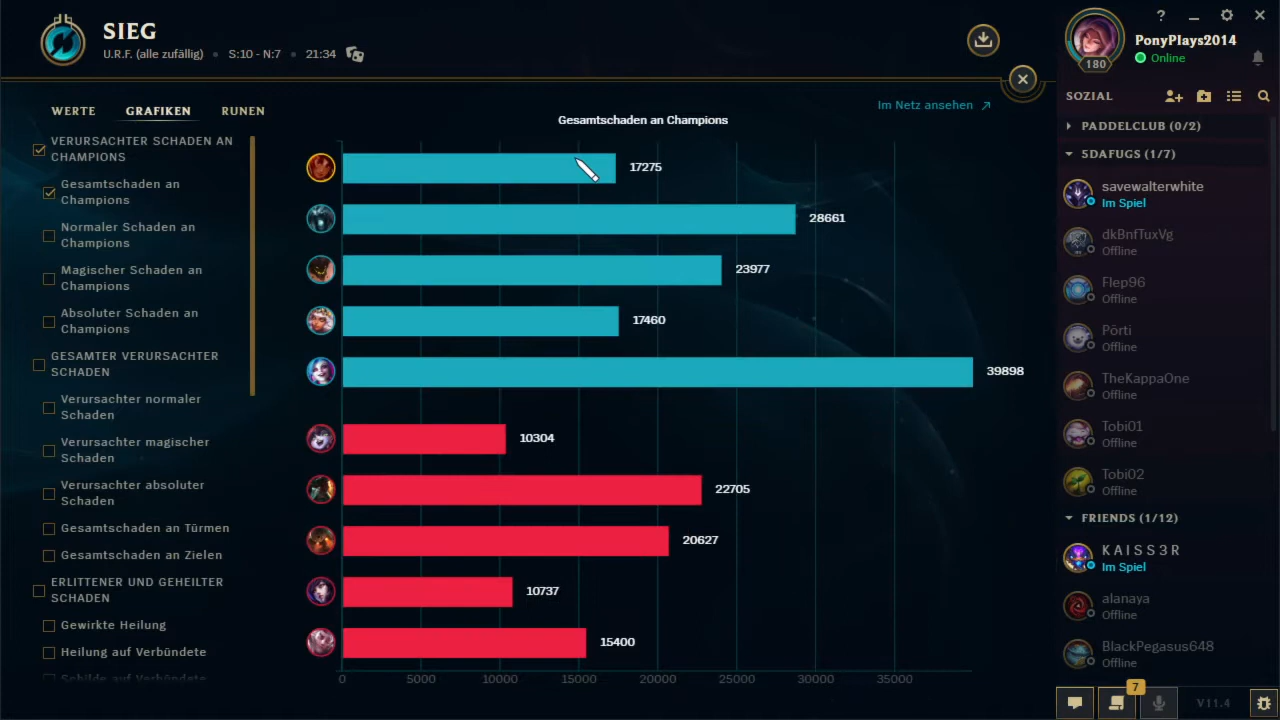 SIEG
U.R.F. (alle zufällig) • S:10 - N:7 • 21:34
?
PonyPlays2014
180
Online
WERTE GRAFIKEN RUNEN
Im Netz ansehen
Gesamtschaden an Champions
VERURSACHTER SCHADEN AN
CHAMPIONS
Gesamtschaden an
Champions
Normaler Schaden an
Champions
Magischer Schaden an
Champions
Absoluter Schaden an
Champions
GESAMTER VERURSACHTER
SCHADEN
Verursachter normaler
Schaden
Verursachter magischer
Schaden
Verursachter absoluter
Schaden
Gesamtschaden an Türmen
Gesamtschaden an Zielen
ERLITTENER UND GEHEILTER
SCHADEN
Gewirkte Heilung
Heilung auf Verbündete
Schilde auf Verbündete
17275
28661
23977
17460
39898
10304
22705
20627
10737
15400
0 5000 10000 15000 20000 25000 30000 35000
SOZIAL
PADDELCLUB (0/2)
SDAFUGS (1/7)
savewalterwhite
Im Spiel
dkBnfTuxVg
Offline
Flep96
Offline
Pôrti
Offline
TheKappaOne
Offline
Tobi01
Offline
Tobi02
Offline
FRIENDS (1/12)
K A I S S 3 R
Im Spiel
alanaya
Offline
BlackPegasus648
Offline
7
V11.4